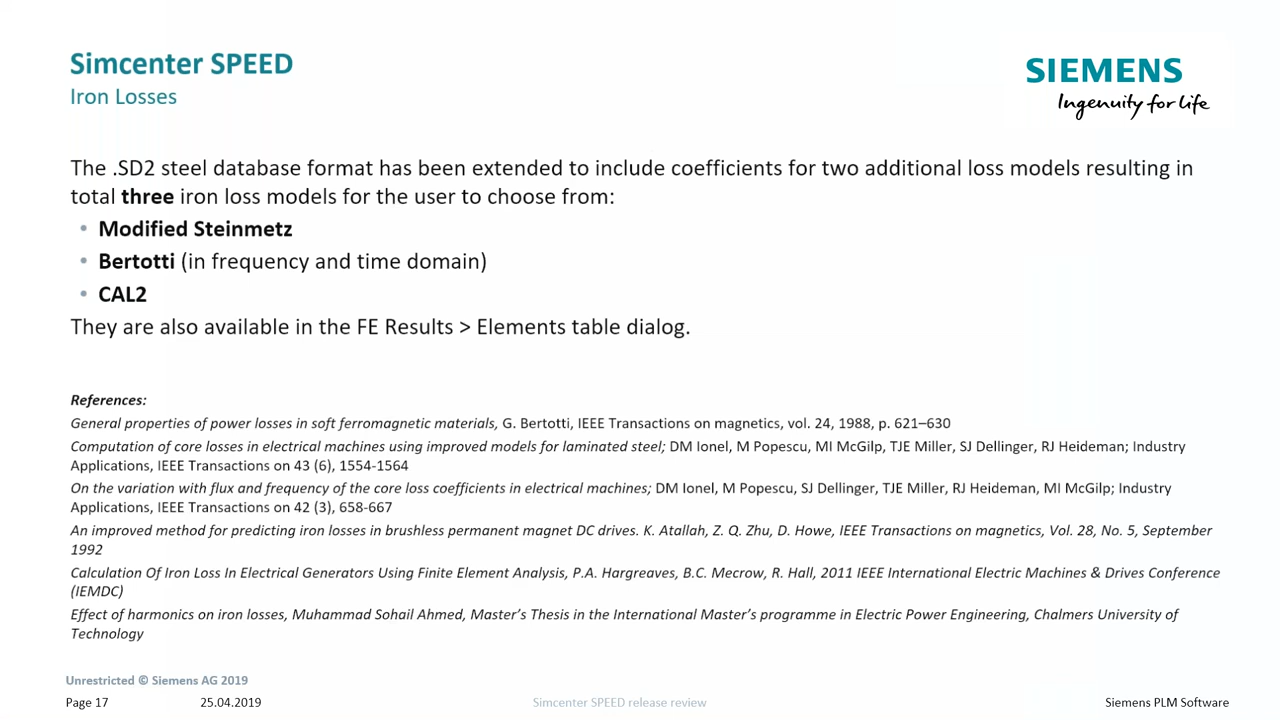 Simcenter SPEED
Iron Losses
SIEMENS
Ingenuity for life
The .SD2 steel database format has been extended to include coefficients for two additional loss models resulting in
total three iron loss models for the user to choose from:
• Modified Steinmetz
• Bertotti (in frequency and time domain)
• CAL2
They are also available in the FE Results > Elements table dialog.
References:
General properties of power losses in soft ferromagnetic materials, G. Bertotti, IEEE Transactions on magnetics, vol. 24, 1988, p. 621–630
Computation of core losses in electrical machines using improved models for laminated steel; DM Ionel, M Popescu, MI McGilp, TJE Miller, SJ Dellinger, RJ Heideman; Industry
Applications, IEEE Transactions on 43 (6), 1554-1564
On the variation with flux and frequency of the core loss coefficients in electrical machines; DM Ionel, M Popescu, SJ Dellinger, TJE Miller, RJ Heideman, MI McGilp; Industry
Applications, IEEE Transactions on 42 (3), 658-667
An improved method for predicting iron losses in brushless permanent magnet DC drives. K. Atallah, Z. Q. Zhu, D. Howe, IEEE Transactions on magnetics, Vol. 28, No. 5, September
1992
Calculation Of Iron Loss In Electrical Generators Using Finite Element Analysis, P.A. Hargreaves, B.C. Mecrow, R. Hall, 2011 IEEE International Electric Machines & Drives Conference
(IEMDC)
Effect of harmonics on iron losses, Muhammad Sohail Ahmed, Master's Thesis in the International Master's programme in Electric Power Engineering, Chalmers University of
Technology
Unrestricted © Siemens AG 2019
Page 17 25.04.2019 Simcenter SPEED release review Siemens PLM Software